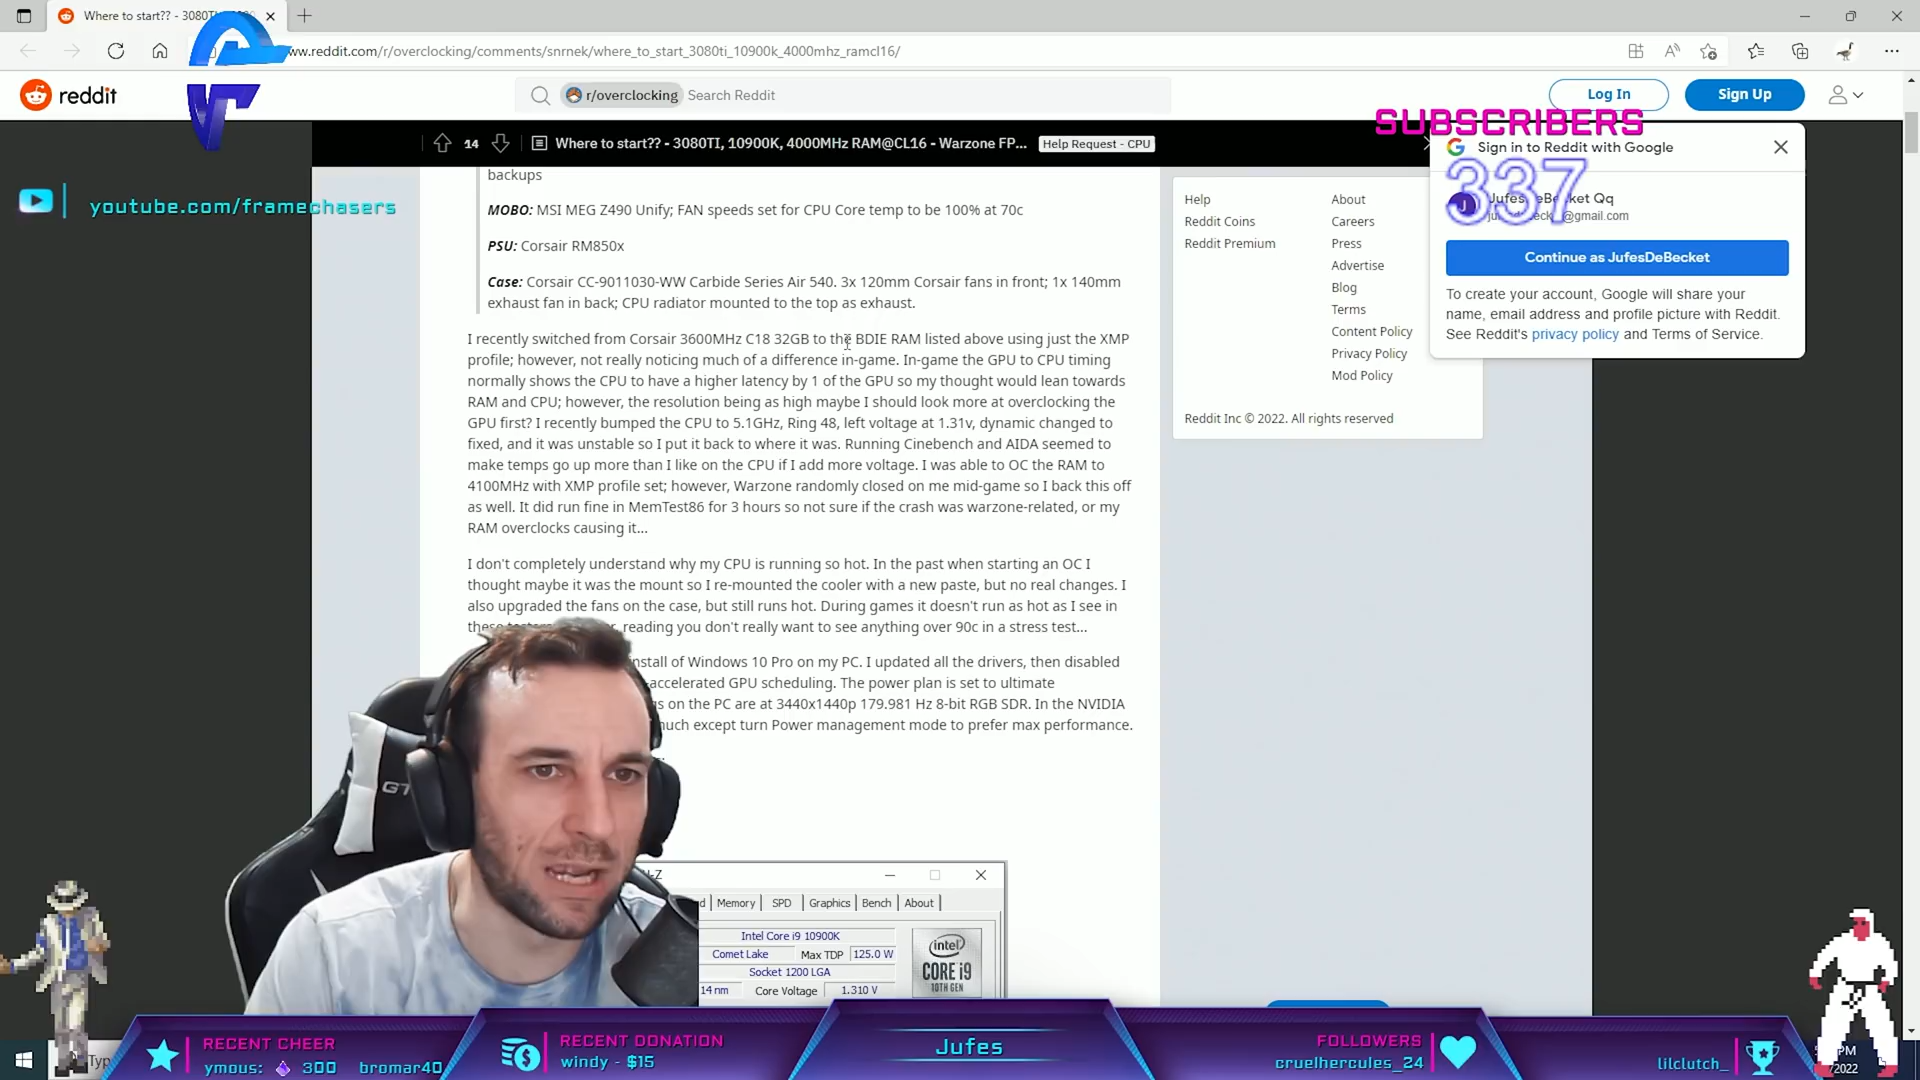 Where to start?? - 3080T
www.reddit.com/r/overclocking/comments/snrnek/where_to_start_3080ti_10900k_4000mhz_ramcl16/
reddit
r/overclocking Search Reddit
Log In
Sign Up
14
Where to start?? - 3080TI, 10900K, 4000MHz RAM@CL16 - Warzone FP...
Help Request - CPU
SUBSCRIBERS
337
Sign in to Reddit with Google
JufesDeBecket Qq
@gmail.com
Continue as JufesDeBecket
To create your account, Google will share your
name, email address and profile picture with Reddit.
See Reddit's privacy policy and Terms of Service.
youtube.com/framechasers
backups
MOBO: MSI MEG Z490 Unify; FAN speeds set for CPU Core temp to be 100% at 70c
PSU: Corsair RM850x
Case: Corsair CC-9011030-WW Carbide Series Air 540. 3x 120mm Corsair fans in front; 1x 140mm
exhaust fan in back; CPU radiator mounted to the top as exhaust.
I recently switched from Corsair 3600MHz C18 32GB to the BDIE RAM listed above using just the XMP
profile; however, not really noticing much of a difference in-game. In-game the GPU to CPU timing
normally shows the CPU to have a higher latency by 1 of the GPU so my thought would lean towards
RAM and CPU; however, the resolution being as high maybe I should look more at overclocking the
GPU first? I recently bumped the CPU to 5.1GHz, Ring 48, left voltage at 1.31v, dynamic changed to
fixed, and it was unstable so I put it back to where it was. Running Cinebench and AIDA seemed to
make temps go up more than I like on the CPU if I add more voltage. I was able to OC the RAM to
4100MHz with XMP profile set; however, Warzone randomly closed on me mid-game so I back this off
as well. It did run fine in MemTest86 for 3 hours so not sure if the crash was warzone-related, or my
RAM overclocks causing it...
I don't completely understand why my CPU is running so hot. In the past when starting an OC I
thought maybe it was the mount so I re-mounted the cooler with a new paste, but no real changes. I
also upgraded the fans on the case, but still runs hot. During games it doesn't run as hot as I see in
these reading you don't really want to see anything over 90c in a stress test...
install of Windows 10 Pro on my PC. I updated all the drivers, then disabled
-accelerated GPU scheduling. The power plan is set to ultimate
on the PC are at 3440x1440p 179.981 Hz 8-bit RGB SDR. In the NVIDIA
much except turn Power management mode to prefer max performance.
Help
About
Reddit Coins
Careers
Reddit Premium
Press
Advertise
Blog
Terms
Content Policy
Privacy Policy
Mod Policy
Reddit Inc © 2022. All rights reserved
-Z
Memory SPD Graphics Bench About
Intel Core i9 10900K
Comet Lake Max TDP 125.0 W
Socket 1200 LGA
14 nm Core Voltage 1.310 V
intel
CORE i9
10TH GEN
RECENT CHEER
ymous: 300 bromar40
RECENT DONATION
windy - $15
Jufes
FOLLOWERS
cruelhercules_24
lilclutch_
PM
/2022